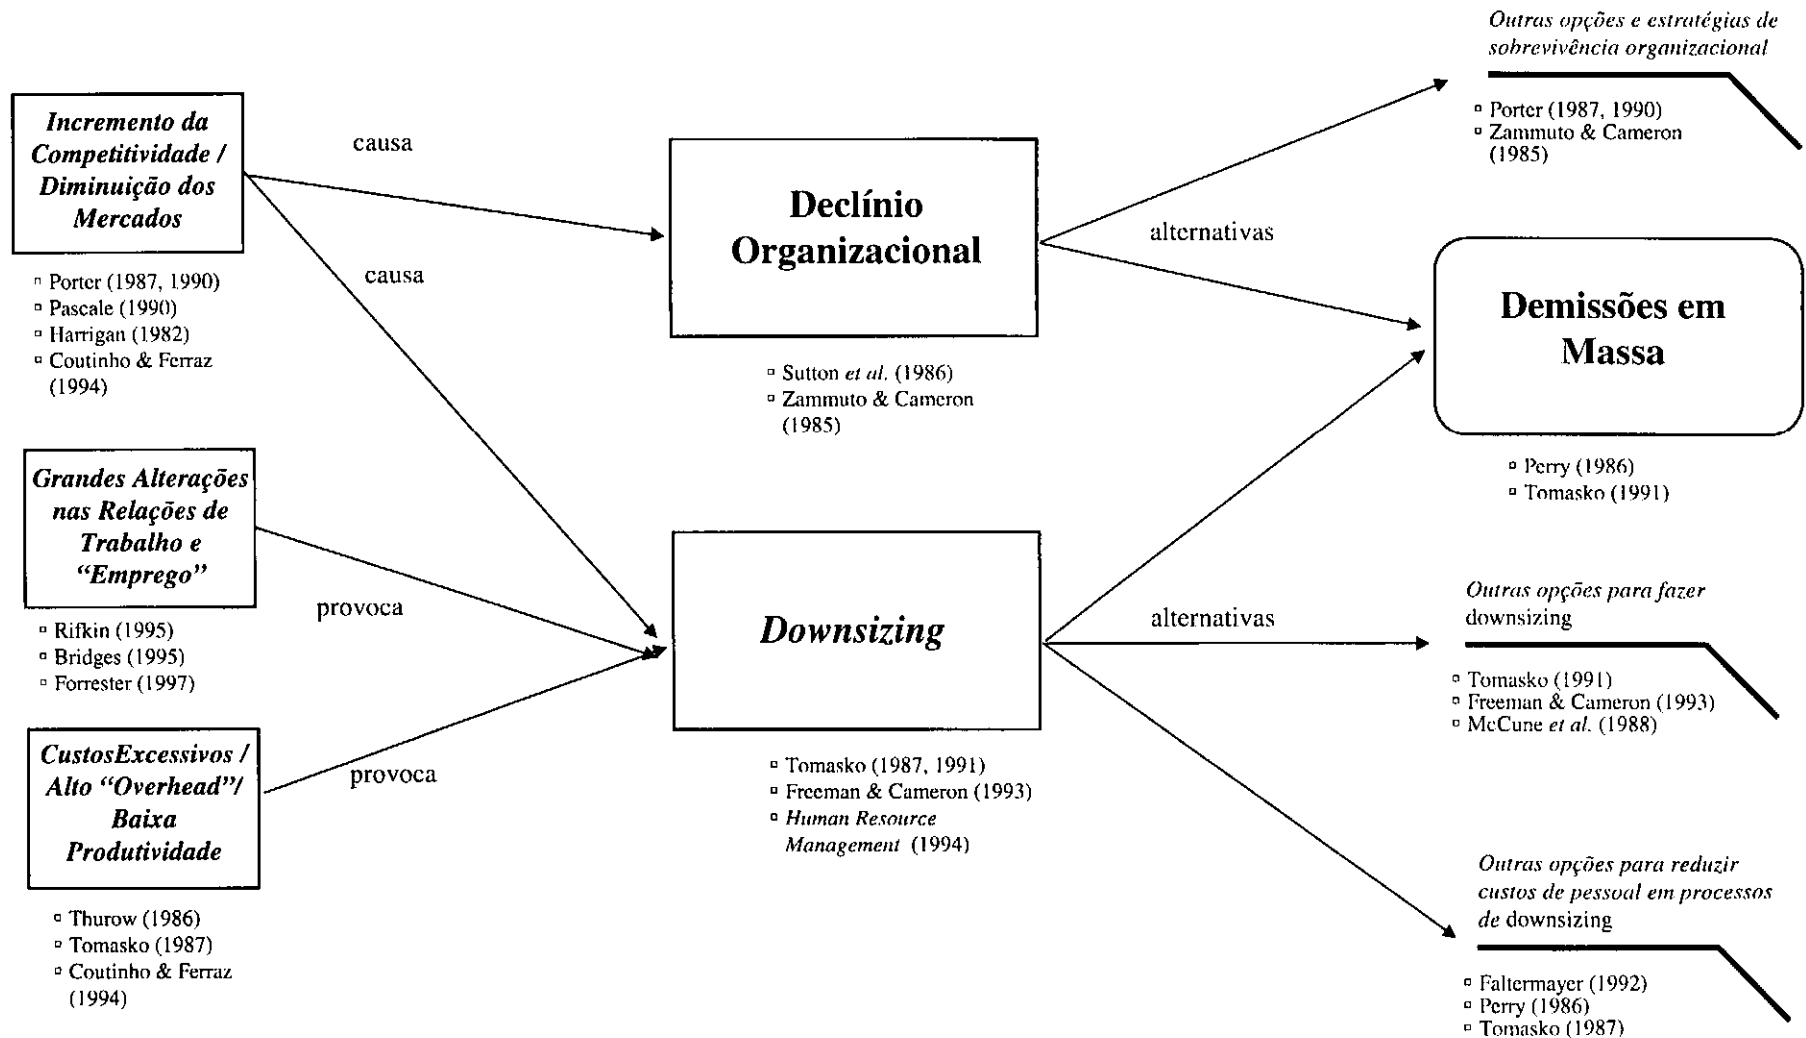 Incremento da
Competitividade /
Diminuição dos
Mercados
▫ Porter (1987, 1990)
▫ Pascale (1990)
▫ Harrigan (1982)
▫ Coutinho & Ferraz
(1994)
Grandes Alterações
nas Relações de
Trabalho e
“Emprego”
▫ Rifkin (1995)
▫ Bridges (1995)
▫ Forrester (1997)
CustosExcessivos /
Alto “Overhead”/
Baixa
Produtividade
▫ Thurow (1986)
▫ Tomasko (1987)
▫ Coutinho & Ferraz
(1994)
causa
causa
provoca
provoca
Declínio
Organizacional
▫ Sutton et al. (1986)
▫ Zammuto & Cameron
(1985)
Downsizing
▫ Tomasko (1987, 1991)
▫ Freeman & Cameron (1993)
▫ Human Resource
Management (1994)
alternativas
alternativas
Outras opções e estratégias de
sobrevivência organizacional
▫ Porter (1987, 1990)
▫ Zammuto & Cameron
(1985)
Demissões em
Massa
▫ Perry (1986)
▫ Tomasko (1991)
Outras opções para fazer
downsizing
▫ Tomasko (1991)
▫ Freeman & Cameron (1993)
▫ McCune et al. (1988)
Outras opções para reduzir
custos de pessoal em processos
de downsizing
▫ Faltermayer (1992)
▫ Perry (1986)
▫ Tomasko (1987)